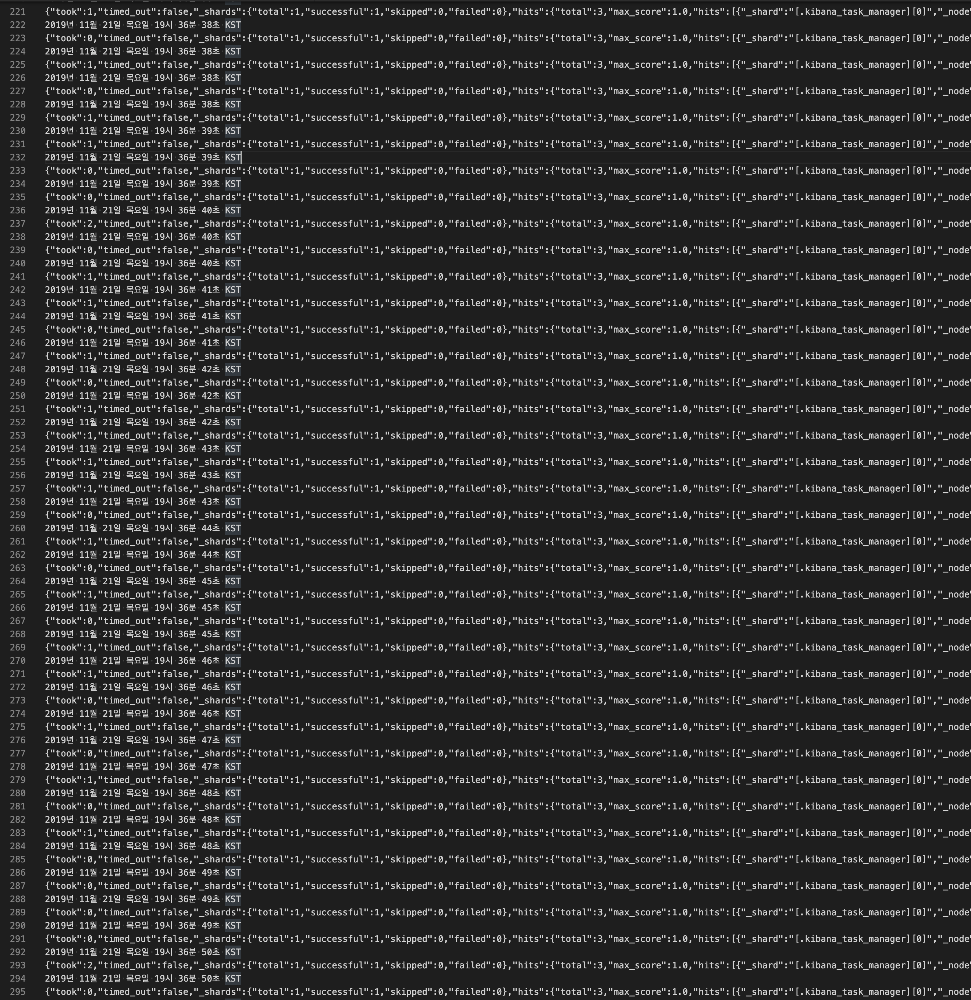 221 {"took":1,"timed_out":false,"_shards":{"total":1,"successful":1,"skipped":0,"failed":0},"hits":{"total":3,"max_score":1.0,"hits":[{"_shard":"[.kibana_task_manager][0]","_node"
222 2019년 11월 21일 목요일 19시 36분 38초 KST
223 {"took":0,"timed_out":false,"_shards":{"total":1,"successful":1,"skipped":0,"failed":0},"hits":{"total":3,"max_score":1.0,"hits":[{"_shard":"[.kibana_task_manager][0]","_node"
224 2019년 11월 21일 목요일 19시 36분 38초 KST
225 {"took":1,"timed_out":false,"_shards":{"total":1,"successful":1,"skipped":0,"failed":0},"hits":{"total":3,"max_score":1.0,"hits":[{"_shard":"[.kibana_task_manager][0]","_node"
226 2019년 11월 21일 목요일 19시 36분 38초 KST
227 {"took":0,"timed_out":false,"_shards":{"total":1,"successful":1,"skipped":0,"failed":0},"hits":{"total":3,"max_score":1.0,"hits":[{"_shard":"[.kibana_task_manager][0]","_node"
228 2019년 11월 21일 목요일 19시 36분 38초 KST
229 {"took":1,"timed_out":false,"_shards":{"total":1,"successful":1,"skipped":0,"failed":0},"hits":{"total":3,"max_score":1.0,"hits":[{"_shard":"[.kibana_task_manager][0]","_node"
230 2019년 11월 21일 목요일 19시 36분 39초 KST
231 {"took":1,"timed_out":false,"_shards":{"total":1,"successful":1,"skipped":0,"failed":0},"hits":{"total":3,"max_score":1.0,"hits":[{"_shard":"[.kibana_task_manager][0]","_node"
232 2019년 11월 21일 목요일 19시 36분 39초 KST
233 {"took":0,"timed_out":false,"_shards":{"total":1,"successful":1,"skipped":0,"failed":0},"hits":{"total":3,"max_score":1.0,"hits":[{"_shard":"[.kibana_task_manager][0]","_node"
234 2019년 11월 21일 목요일 19시 36분 39초 KST
235 {"took":0,"timed_out":false,"_shards":{"total":1,"successful":1,"skipped":0,"failed":0},"hits":{"total":3,"max_score":1.0,"hits":[{"_shard":"[.kibana_task_manager][0]","_node"
236 2019년 11월 21일 목요일 19시 36분 40초 KST
237 {"took":2,"timed_out":false,"_shards":{"total":1,"successful":1,"skipped":0,"failed":0},"hits":{"total":3,"max_score":1.0,"hits":[{"_shard":"[.kibana_task_manager][0]","_node"
238 2019년 11월 21일 목요일 19시 36분 40초 KST
239 {"took":0,"timed_out":false,"_shards":{"total":1,"successful":1,"skipped":0,"failed":0},"hits":{"total":3,"max_score":1.0,"hits":[{"_shard":"[.kibana_task_manager][0]","_node"
240 2019년 11월 21일 목요일 19시 36분 40초 KST
241 {"took":1,"timed_out":false,"_shards":{"total":1,"successful":1,"skipped":0,"failed":0},"hits":{"total":3,"max_score":1.0,"hits":[{"_shard":"[.kibana_task_manager][0]","_node"
242 2019년 11월 21일 목요일 19시 36분 41초 KST
243 {"took":1,"timed_out":false,"_shards":{"total":1,"successful":1,"skipped":0,"failed":0},"hits":{"total":3,"max_score":1.0,"hits":[{"_shard":"[.kibana_task_manager][0]","_node"
244 2019년 11월 21일 목요일 19시 36분 41초 KST
245 {"took":0,"timed_out":false,"_shards":{"total":1,"successful":1,"skipped":0,"failed":0},"hits":{"total":3,"max_score":1.0,"hits":[{"_shard":"[.kibana_task_manager][0]","_node"
246 2019년 11월 21일 목요일 19시 36분 41초 KST
247 {"took":1,"timed_out":false,"_shards":{"total":1,"successful":1,"skipped":0,"failed":0},"hits":{"total":3,"max_score":1.0,"hits":[{"_shard":"[.kibana_task_manager][0]","_node"
248 2019년 11월 21일 목요일 19시 36분 42초 KST
249 {"took":0,"timed_out":false,"_shards":{"total":1,"successful":1,"skipped":0,"failed":0},"hits":{"total":3,"max_score":1.0,"hits":[{"_shard":"[.kibana_task_manager][0]","_node"
250 2019년 11월 21일 목요일 19시 36분 42초 KST
251 {"took":1,"timed_out":false,"_shards":{"total":1,"successful":1,"skipped":0,"failed":0},"hits":{"total":3,"max_score":1.0,"hits":[{"_shard":"[.kibana_task_manager][0]","_node"
252 2019년 11월 21일 목요일 19시 36분 42초 KST
253 {"took":1,"timed_out":false,"_shards":{"total":1,"successful":1,"skipped":0,"failed":0},"hits":{"total":3,"max_score":1.0,"hits":[{"_shard":"[.kibana_task_manager][0]","_node"
254 2019년 11월 21일 목요일 19시 36분 43초 KST
255 {"took":1,"timed_out":false,"_shards":{"total":1,"successful":1,"skipped":0,"failed":0},"hits":{"total":3,"max_score":1.0,"hits":[{"_shard":"[.kibana_task_manager][0]","_node"
256 2019년 11월 21일 목요일 19시 36분 43초 KST
257 {"took":1,"timed_out":false,"_shards":{"total":1,"successful":1,"skipped":0,"failed":0},"hits":{"total":3,"max_score":1.0,"hits":[{"_shard":"[.kibana_task_manager][0]","_node"
258 2019년 11월 21일 목요일 19시 36분 43초 KST
259 {"took":0,"timed_out":false,"_shards":{"total":1,"successful":1,"skipped":0,"failed":0},"hits":{"total":3,"max_score":1.0,"hits":[{"_shard":"[.kibana_task_manager][0]","_node"
260 2019년 11월 21일 목요일 19시 36분 44초 KST
261 {"took":1,"timed_out":false,"_shards":{"total":1,"successful":1,"skipped":0,"failed":0},"hits":{"total":3,"max_score":1.0,"hits":[{"_shard":"[.kibana_task_manager][0]","_node"
262 2019년 11월 21일 목요일 19시 36분 44초 KST
263 {"took":0,"timed_out":false,"_shards":{"total":1,"successful":1,"skipped":0,"failed":0},"hits":{"total":3,"max_score":1.0,"hits":[{"_shard":"[.kibana_task_manager][0]","_node"
264 2019년 11월 21일 목요일 19시 36분 45초 KST
265 {"took":1,"timed_out":false,"_shards":{"total":1,"successful":1,"skipped":0,"failed":0},"hits":{"total":3,"max_score":1.0,"hits":[{"_shard":"[.kibana_task_manager][0]","_node"
266 2019년 11월 21일 목요일 19시 36분 45초 KST
267 {"took":0,"timed_out":false,"_shards":{"total":1,"successful":1,"skipped":0,"failed":0},"hits":{"total":3,"max_score":1.0,"hits":[{"_shard":"[.kibana_task_manager][0]","_node"
268 2019년 11월 21일 목요일 19시 36분 45초 KST
269 {"took":1,"timed_out":false,"_shards":{"total":1,"successful":1,"skipped":0,"failed":0},"hits":{"total":3,"max_score":1.0,"hits":[{"_shard":"[.kibana_task_manager][0]","_node"
270 2019년 11월 21일 목요일 19시 36분 46초 KST
271 {"took":1,"timed_out":false,"_shards":{"total":1,"successful":1,"skipped":0,"failed":0},"hits":{"total":3,"max_score":1.0,"hits":[{"_shard":"[.kibana_task_manager][0]","_node"
272 2019년 11월 21일 목요일 19시 36분 46초 KST
273 {"took":0,"timed_out":false,"_shards":{"total":1,"successful":1,"skipped":0,"failed":0},"hits":{"total":3,"max_score":1.0,"hits":[{"_shard":"[.kibana_task_manager][0]","_node"
274 2019년 11월 21일 목요일 19시 36분 46초 KST
275 {"took":1,"timed_out":false,"_shards":{"total":1,"successful":1,"skipped":0,"failed":0},"hits":{"total":3,"max_score":1.0,"hits":[{"_shard":"[.kibana_task_manager][0]","_node"
276 2019년 11월 21일 목요일 19시 36분 47초 KST
277 {"took":0,"timed_out":false,"_shards":{"total":1,"successful":1,"skipped":0,"failed":0},"hits":{"total":3,"max_score":1.0,"hits":[{"_shard":"[.kibana_task_manager][0]","_node"
278 2019년 11월 21일 목요일 19시 36분 47초 KST
279 {"took":1,"timed_out":false,"_shards":{"total":1,"successful":1,"skipped":0,"failed":0},"hits":{"total":3,"max_score":1.0,"hits":[{"_shard":"[.kibana_task_manager][0]","_node"
280 2019년 11월 21일 목요일 19시 36분 48초 KST
281 {"took":0,"timed_out":false,"_shards":{"total":1,"successful":1,"skipped":0,"failed":0},"hits":{"total":3,"max_score":1.0,"hits":[{"_shard":"[.kibana_task_manager][0]","_node"
282 2019년 11월 21일 목요일 19시 36분 48초 KST
283 {"took":1,"timed_out":false,"_shards":{"total":1,"successful":1,"skipped":0,"failed":0},"hits":{"total":3,"max_score":1.0,"hits":[{"_shard":"[.kibana_task_manager][0]","_node"
284 2019년 11월 21일 목요일 19시 36분 48초 KST
285 {"took":0,"timed_out":false,"_shards":{"total":1,"successful":1,"skipped":0,"failed":0},"hits":{"total":3,"max_score":1.0,"hits":[{"_shard":"[.kibana_task_manager][0]","_node"
286 2019년 11월 21일 목요일 19시 36분 49초 KST
287 {"took":0,"timed_out":false,"_shards":{"total":1,"successful":1,"skipped":0,"failed":0},"hits":{"total":3,"max_score":1.0,"hits":[{"_shard":"[.kibana_task_manager][0]","_node"
288 2019년 11월 21일 목요일 19시 36분 49초 KST
289 {"took":0,"timed_out":false,"_shards":{"total":1,"successful":1,"skipped":0,"failed":0},"hits":{"total":3,"max_score":1.0,"hits":[{"_shard":"[.kibana_task_manager][0]","_node"
290 2019년 11월 21일 목요일 19시 36분 49초 KST
291 {"took":0,"timed_out":false,"_shards":{"total":1,"successful":1,"skipped":0,"failed":0},"hits":{"total":3,"max_score":1.0,"hits":[{"_shard":"[.kibana_task_manager][0]","_node"
292 2019년 11월 21일 목요일 19시 36분 50초 KST
293 {"took":2,"timed_out":false,"_shards":{"total":1,"successful":1,"skipped":0,"failed":0},"hits":{"total":3,"max_score":1.0,"hits":[{"_shard":"[.kibana_task_manager][0]","_node"
294 2019년 11월 21일 목요일 19시 36분 50초 KST
295 {"took":0,"timed_out":false,"_shards":{"total":1,"successful":1,"skipped":0,"failed":0},"hits":{"total":3,"max_score":1.0,"hits":[{"_shard":"[.kibana_task_manager][0]","_node"